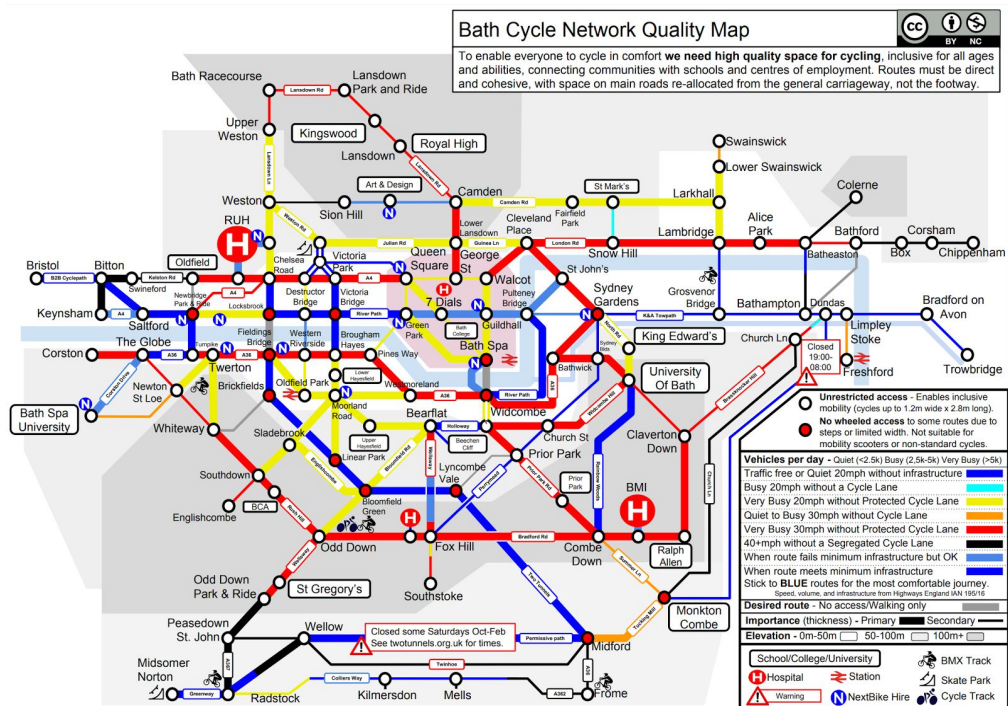 Bath Cycle Network Quality Map
cc
BY NC
To enable everyone to cycle in comfort we need high quality space for cycling, inclusive for all ages
and abilities, connecting communities with schools and centres of employment. Routes must be direct
and cohesive, with space on main roads re-allocated from the general carriageway, not the footway.
Bath Racecourse
Lansdown Rd
Lansdown
Park and Ride
Upper
Weston
Kingswood
Royal High
Lansdown
Lansdown Rd
Lansdown Ln
Swainswick
Lower Swainswick
Weston
Art & Design
N
Sion Hill
Camden
Camden Rd
St Mark's
Fairfield
Park
Larkhall
Colerne
RUH
H
N
Weston Rd
Julian Rd
Lower
Lansdown
Guinea Ln
Cleveland
Place
London Rd
Snow Hill
Lambridge
Alice
Park
Bathford
Batheaston
Box
Corsham
Chippenham
Bristol
B2B Cyclepath
Bitton
Kelston Rd
Swineford
Oldfield
Newbridge
Park & Ride
A4
Locksbrook
Chelsea
Road
Victoria
Park
Destructor
Bridge
Victoria
Bridge
A4
Queen
Square
George
St
Walcot
St John's
Pulteney
Bridge
Sydney
Gardens
Grosvenor
Bridge
Bathampton
Dundas
Bradford on
Avon
Keynsham
A4
Saltford
River Path
7 Dials
Bath
College
Guildhall
K&A Towpath
North Rd
King Edward's
Limpley
Stoke
Trowbridge
Corston
The Globe
A36
Turnpike
A36
Twerton
Fieldings
Bridge
Western
Riverside
Brougham
Hayes
Green
Park
Pines Way
Bath Spa
Sydney
Bldg
Bathwick
University
Of Bath
Church Ln
Closed
19:00-
08:00
Freshford
Corston Drive
Newton
St Loe
Brickfields
Oldfield Park
Lower
Hayesfield
Westmoreland
A36
Widcombe
River Path
A36
Widcombe Hill
Brassknocker Hill
Bath Spa
University
Whiteway
Sladebrook
Moorland
Road
Upper
Hayesfield
Bearflat
Holloway
Beechen
Cliff
Church St
Claverton
Down
Southdown
Linear Park
Englishcombe
Bloomfield Rd
Wellsway
Lyncombe
Vale
Prior Park
Perrymead
Prior Park Rd
Prior
Park
Rainbow Woods
BMI
H
Church Ln
BCA
Englishcombe
Rush Hill
Bloomfield
Green
Odd Down
H
Fox Hill
Bradford Rd
Combe
Down
Ralph
Allen
Wellsway
Odd Down
Park & Ride
St Gregory's
Southstoke
Two Tunnels
Summer Ln
Tucking Mill
Monkton
Combe
Peasedown
St. John
Wellow
Closed some Saturdays Oct-Feb
See twotunnels.org.uk for times.
Permissive path
Midford
A367
Twinhoe
Midsomer
Norton
Greenway
Radstock
Colliers Way
Kilmersdon
Mells
A362
A36
Frome
Unrestricted access - Enables inclusive
mobility (cycles up to 1.2m wide x 2.8m long).
No wheeled access to some routes due to
steps or limited width. Not suitable for
mobility scooters or non-standard cycles.
Vehicles per day - Quiet (<2.5k) Busy (2,5k-5k) Very Busy (>5k)
Traffic free or Quiet 20mph without infrastructure
Busy 20mph without a Cycle Lane
Very Busy 20mph without Protected Cycle Lane
Quiet to Busy 30mph without Cycle Lane
Very Busy 30mph without Protected Cycle Lane
40+mph without a Segregated Cycle Lane
When route fails minimum infrastructure but OK
When route meets minimum infrastructure
Stick to BLUE routes for the most comfortable journey.
Speed, volume, and infrastructure from Highways England IAN 195/16
Desired route - No access/Walking only
Importance (thickness) - Primary Secondary
Elevation - 0m-50m 50-100m 100m+
School/College/University
BMX Track
H Hospital
Station
Skate Park
Warning
N NextBike Hire
Cycle Track